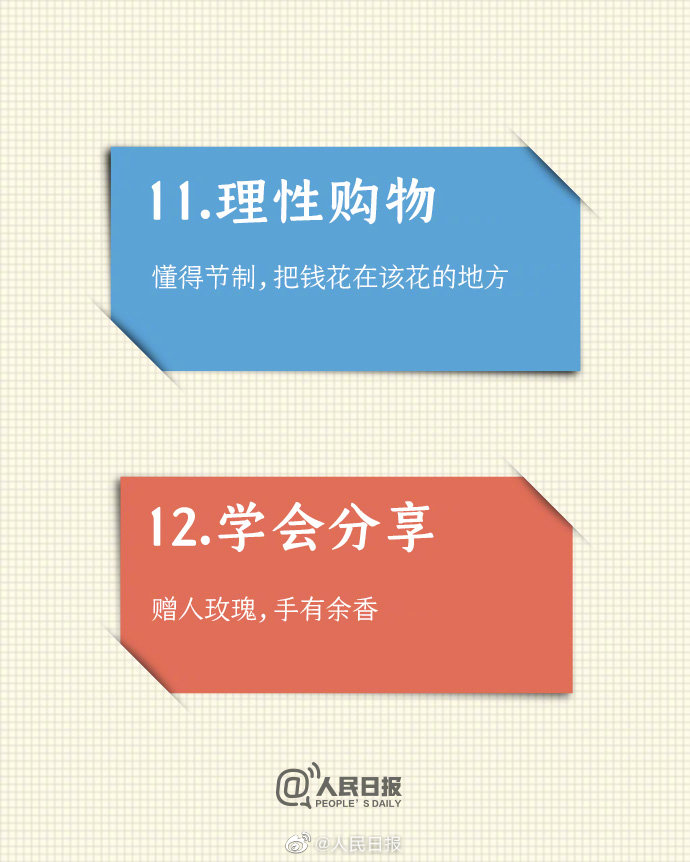 11.理性购物
懂得节制,把钱花在该花的地方
12.学会分享
赠人玫瑰,手有余香
@人民日报
PEOPLE'S DAILY
@人民日报